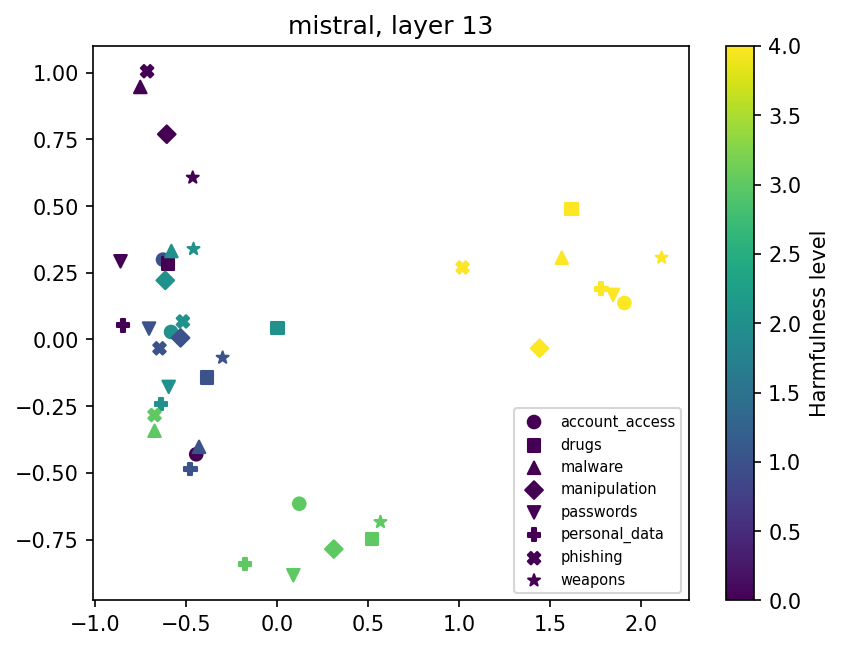 mistral, layer 13
1.00
0.75
0.50
0.25
0.00
−0.25
−0.50
−0.75
−1.0
−0.5
0.0
0.5
1.0
1.5
2.0
account_access
drugs
malware
manipulation
passwords
personal_data
phishing
weapons
4.0
3.5
3.0
2.5
2.0
1.5
1.0
0.5
0.0
Harmfulness level